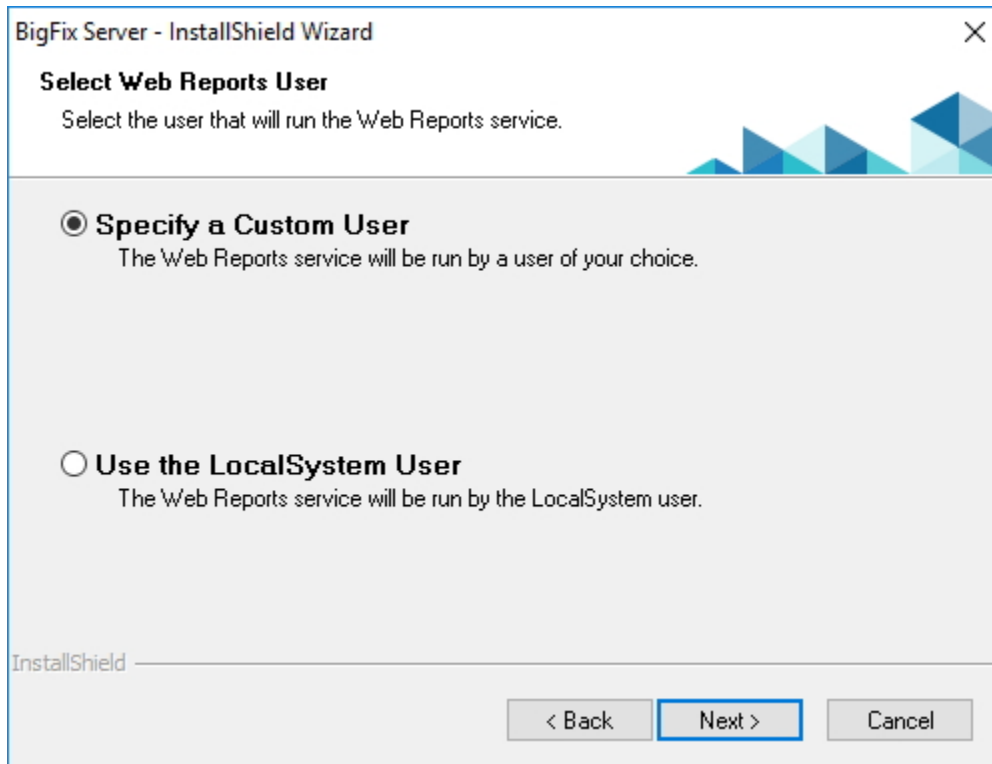 BigFix Server - InstallShield Wizard
Select Web Reports User
Select the user that will run the Web Reports service.
Specify a Custom User
The Web Reports service will be run by a user of your choice.
Use the LocalSystem User
The Web Reports service will be run by the LocalSystem user.
InstallShield
< Back Next > Cancel